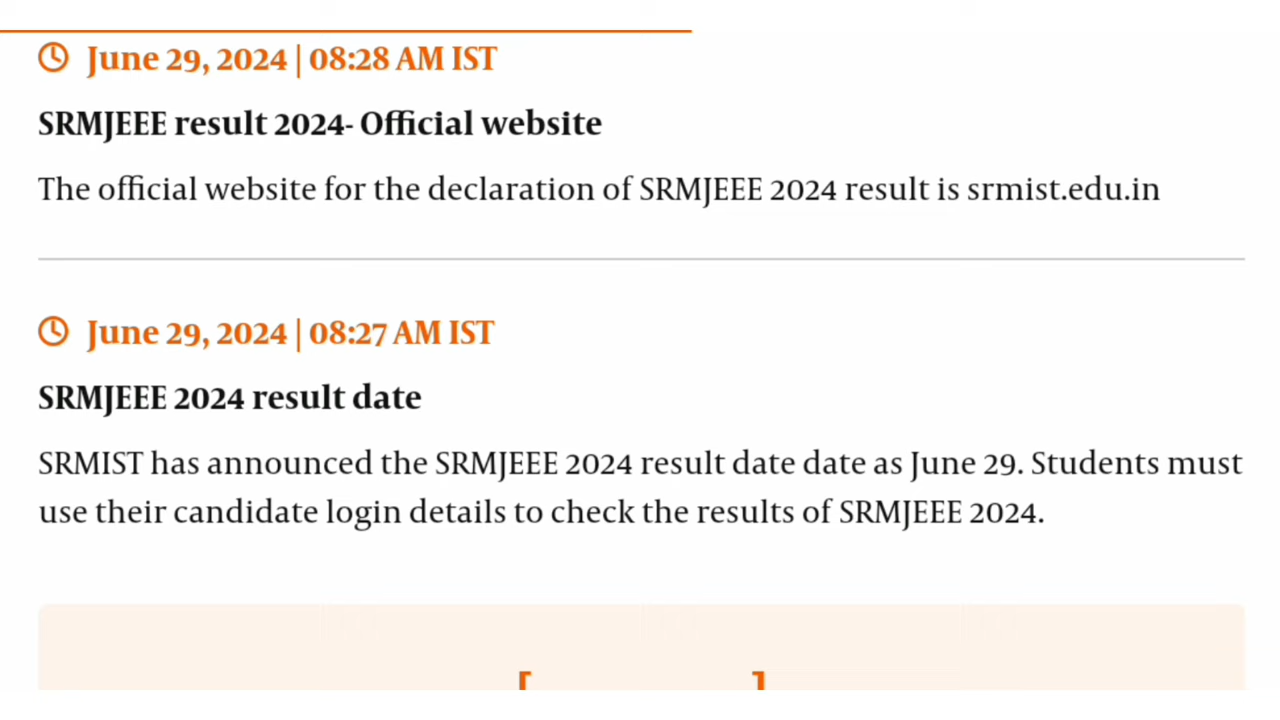 June 29, 2024 | 08:28 AM IST
SRMJEEE result 2024- Official website
The official website for the declaration of SRMJEEE 2024 result is srmist.edu.in
June 29, 2024 | 08:27 AM IST
SRMJEEE 2024 result date
SRMIST has announced the SRMJEEE 2024 result date date as June 29. Students must
use their candidate login details to check the results of SRMJEEE 2024.
[ ]